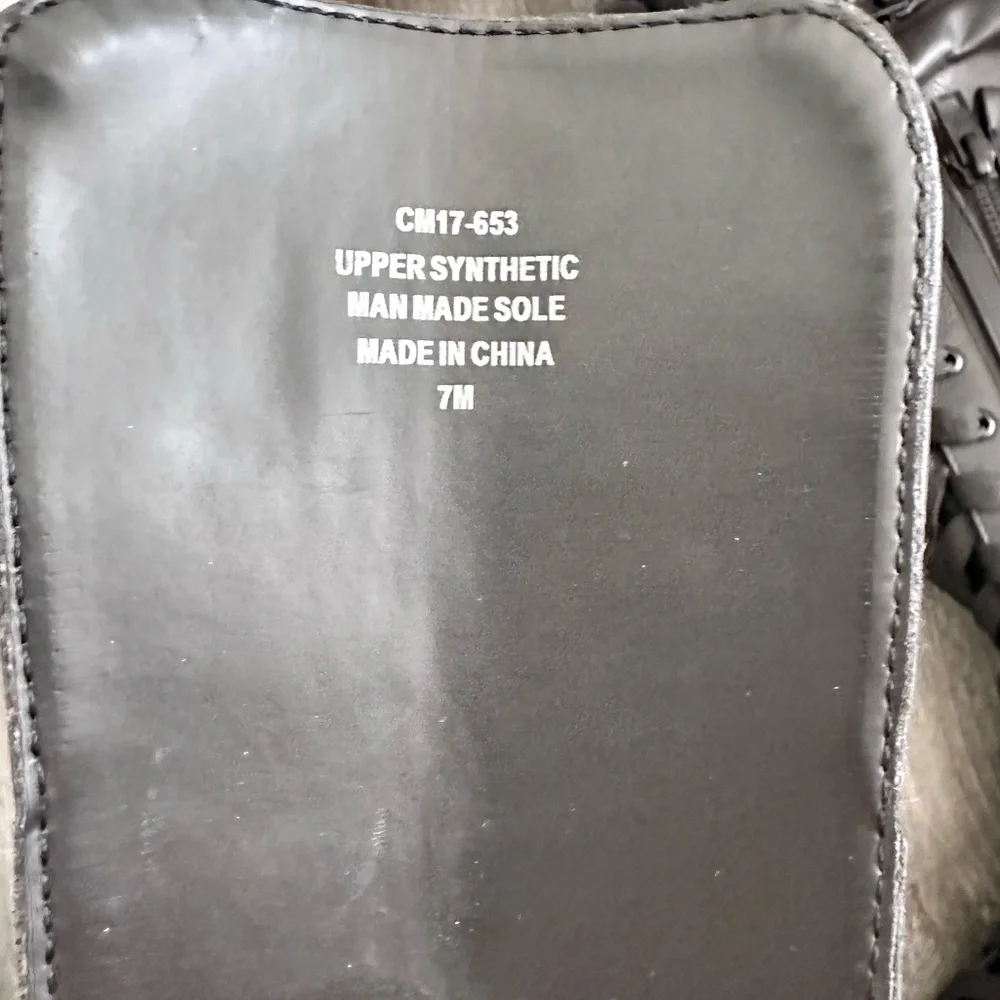 CM17-653
UPPER SYNTHETIC
MAN MADE SOLE
MADE IN CHINA
7M